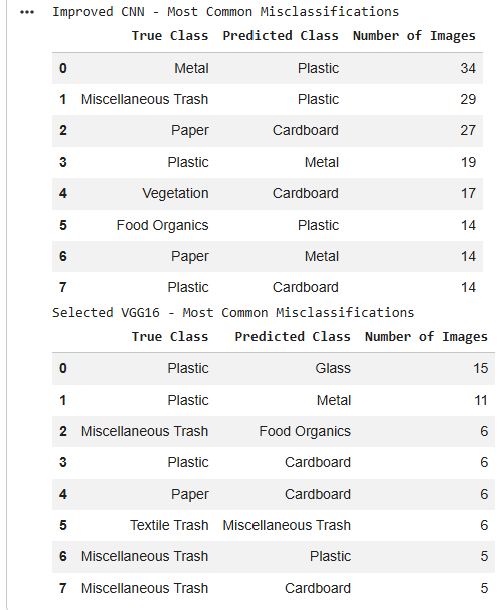 ••• Improved CNN - Most Common Misclassifications
True Class Predicted Class Number of Images
0 Metal Plastic 34
1 Miscellaneous Trash Plastic 29
2 Paper Cardboard 27
3 Plastic Metal 19
4 Vegetation Cardboard 17
5 Food Organics Plastic 14
6 Paper Metal 14
7 Plastic Cardboard 14
Selected VGG16 - Most Common Misclassifications
True Class Predicted Class Number of Images
0 Plastic Glass 15
1 Plastic Metal 11
2 Miscellaneous Trash Food Organics 6
3 Plastic Cardboard 6
4 Paper Cardboard 6
5 Textile Trash Miscellaneous Trash 6
6 Miscellaneous Trash Plastic 5
7 Miscellaneous Trash Cardboard 5